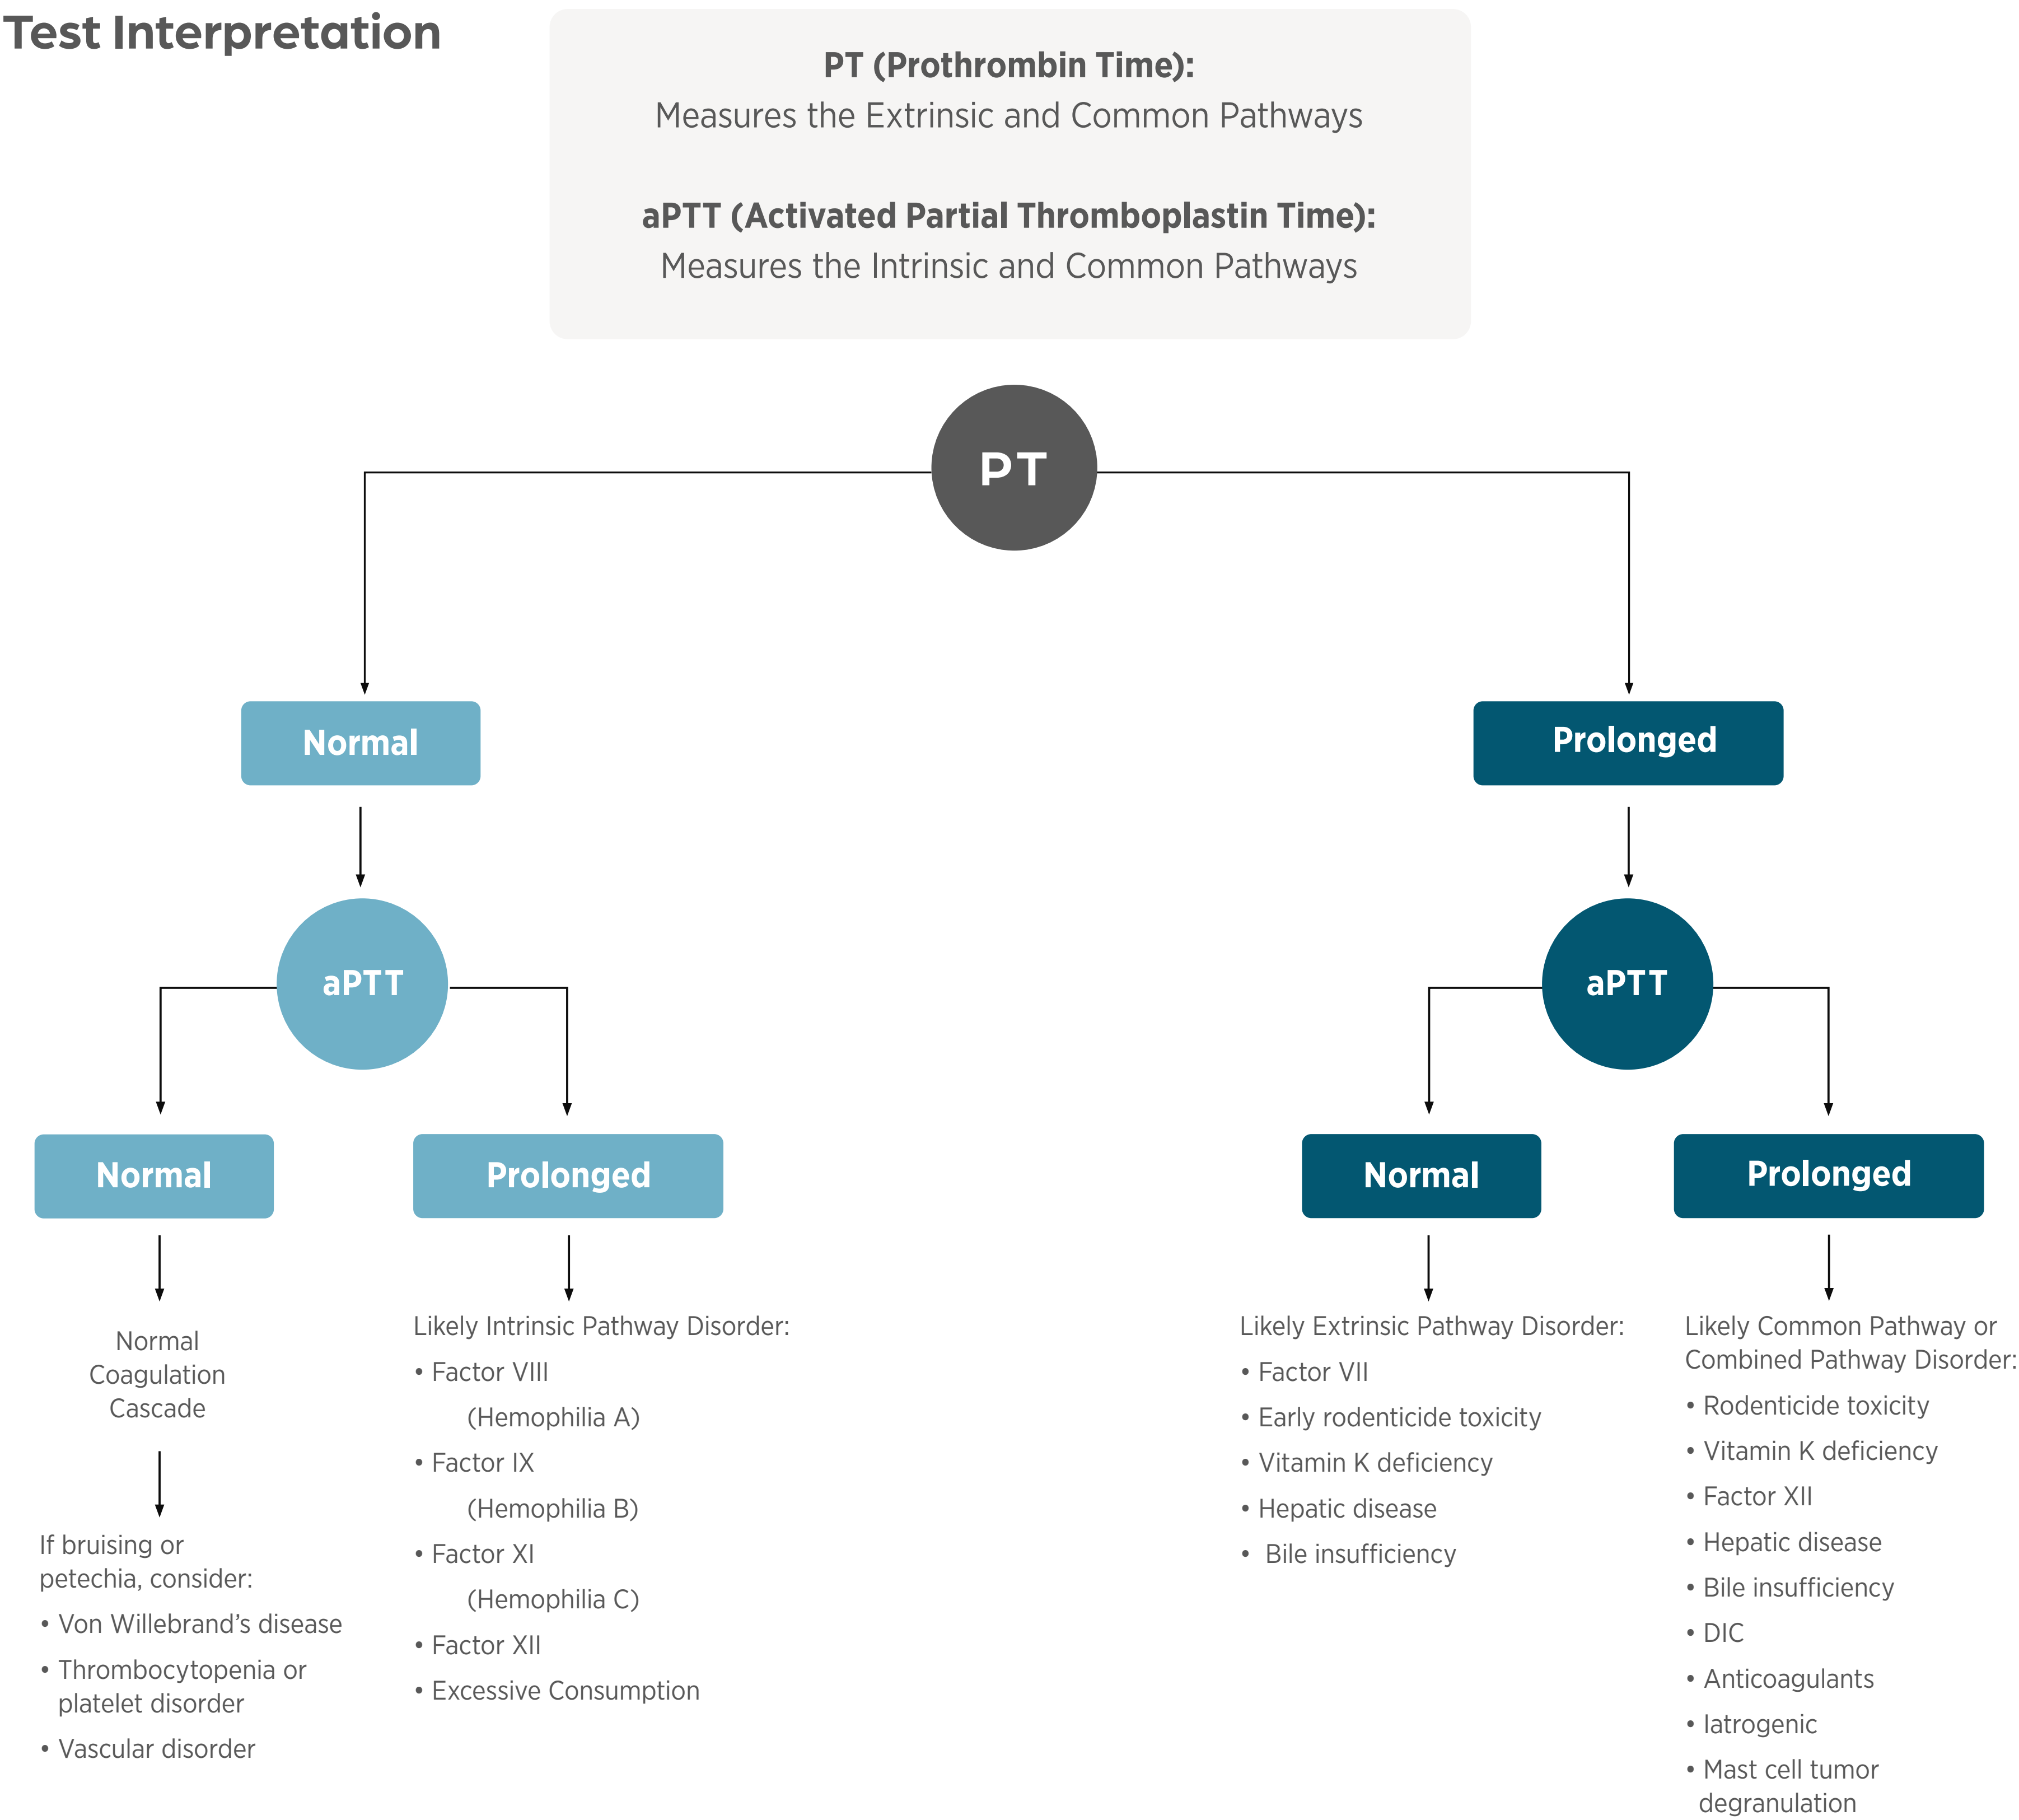 Test Interpretation
PT (Prothrombin Time):
Measures the Extrinsic and Common Pathways
aPTT (Activated Partial Thromboplastin Time):
Measures the Intrinsic and Common Pathways
PT
Normal
Prolonged
aPTT
aPTT
Normal
Prolonged
Normal
Prolonged
Normal
Coagulation
Cascade
If bruising or
petechia, consider:
• Von Willebrand’s disease
• Thrombocytopenia or
platelet disorder
• Vascular disorder
Likely Intrinsic Pathway Disorder:
• Factor VIII
(Hemophilia A)
• Factor IX
(Hemophilia B)
• Factor XI
(Hemophilia C)
• Factor XII
• Excessive Consumption
Likely Extrinsic Pathway Disorder:
• Factor VII
• Early rodenticide toxicity
• Vitamin K deficiency
• Hepatic disease
• Bile insufficiency
Likely Common Pathway or
Combined Pathway Disorder:
• Rodenticide toxicity
• Vitamin K deficiency
• Factor XII
• Hepatic disease
• Bile insufficiency
• DIC
• Anticoagulants
• Iatrogenic
• Mast cell tumor
degranulation